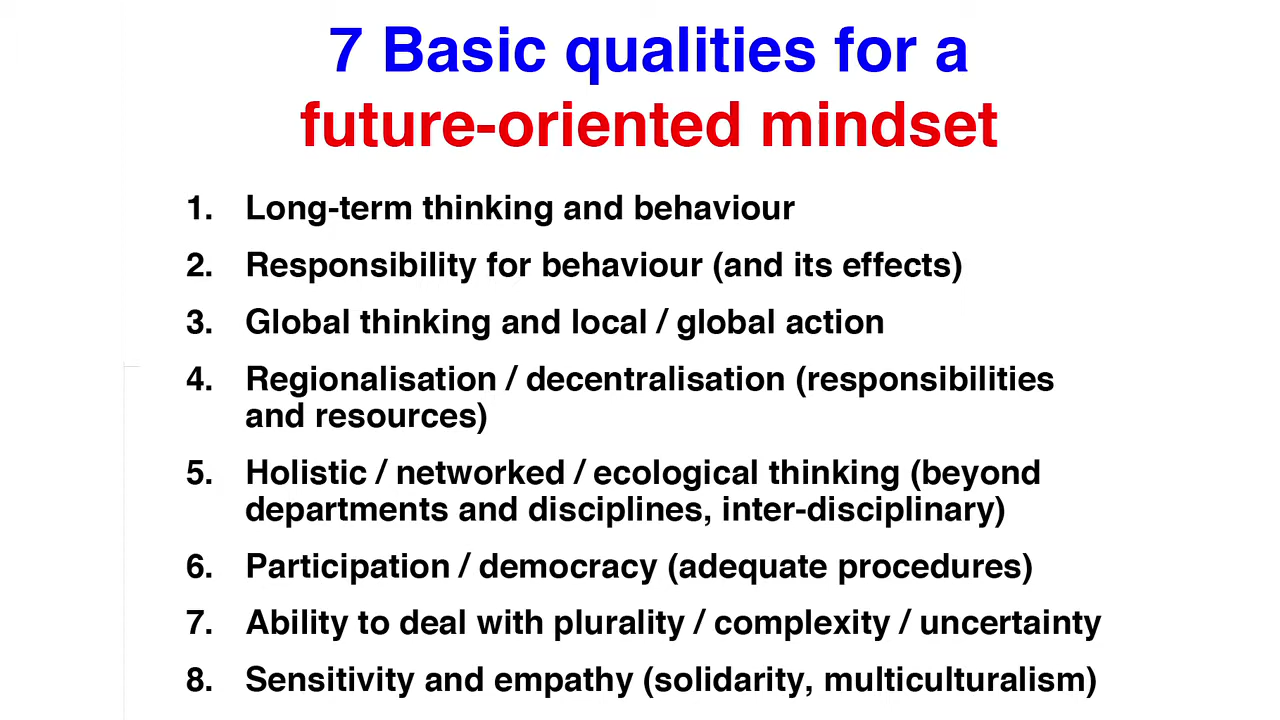 7 Basic qualities for a
future-oriented mindset
1. Long-term thinking and behaviour
2. Responsibility for behaviour (and its effects)
3. Global thinking and local / global action
4. Regionalisation / decentralisation (responsibilities
and resources)
5. Holistic / networked / ecological thinking (beyond
departments and disciplines, inter-disciplinary)
6. Participation / democracy (adequate procedures)
7. Ability to deal with plurality / complexity / uncertainty
8. Sensitivity and empathy (solidarity, multiculturalism)